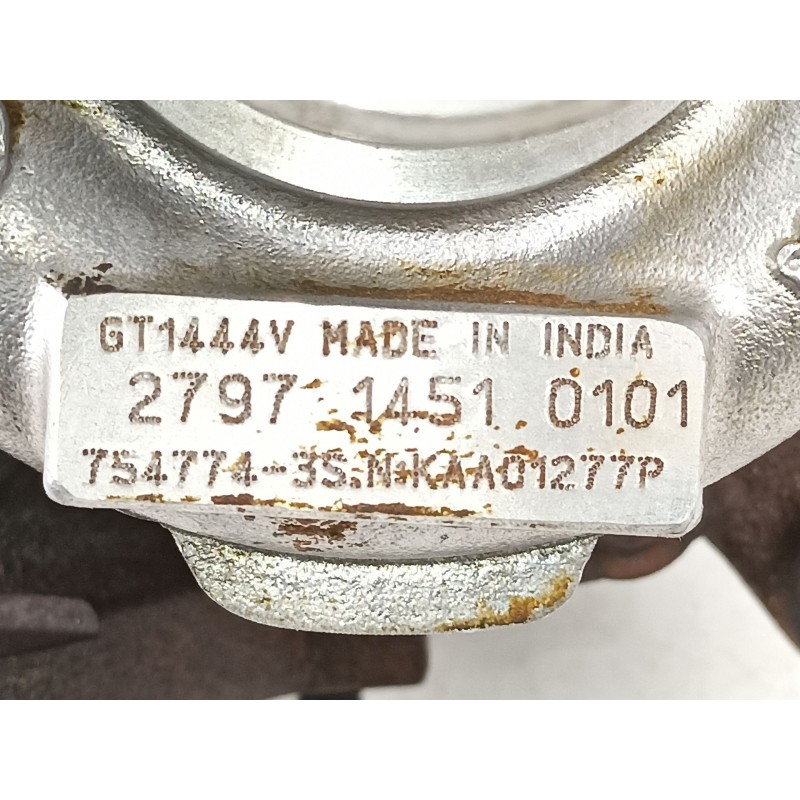 GT1444V MADE IN INDIA
2797 1451 0101
754774-3S.N:KAA01277P